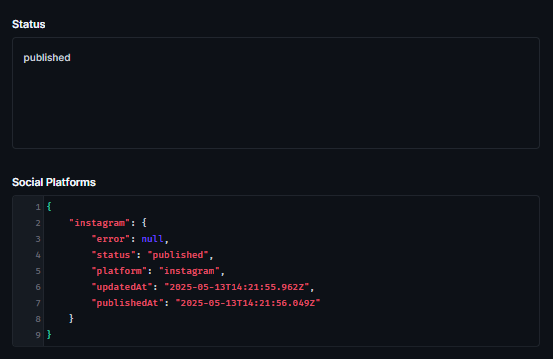 Status
published
Social Platforms
1 {
2 "instagram": {
3 "error": null,
4 "status": "published",
5 "platform": "instagram",
6 "updatedAt": "2025-05-13T14:21:55.962Z",
7 "publishedAt": "2025-05-13T14:21:56.049Z"
8 }
9 }